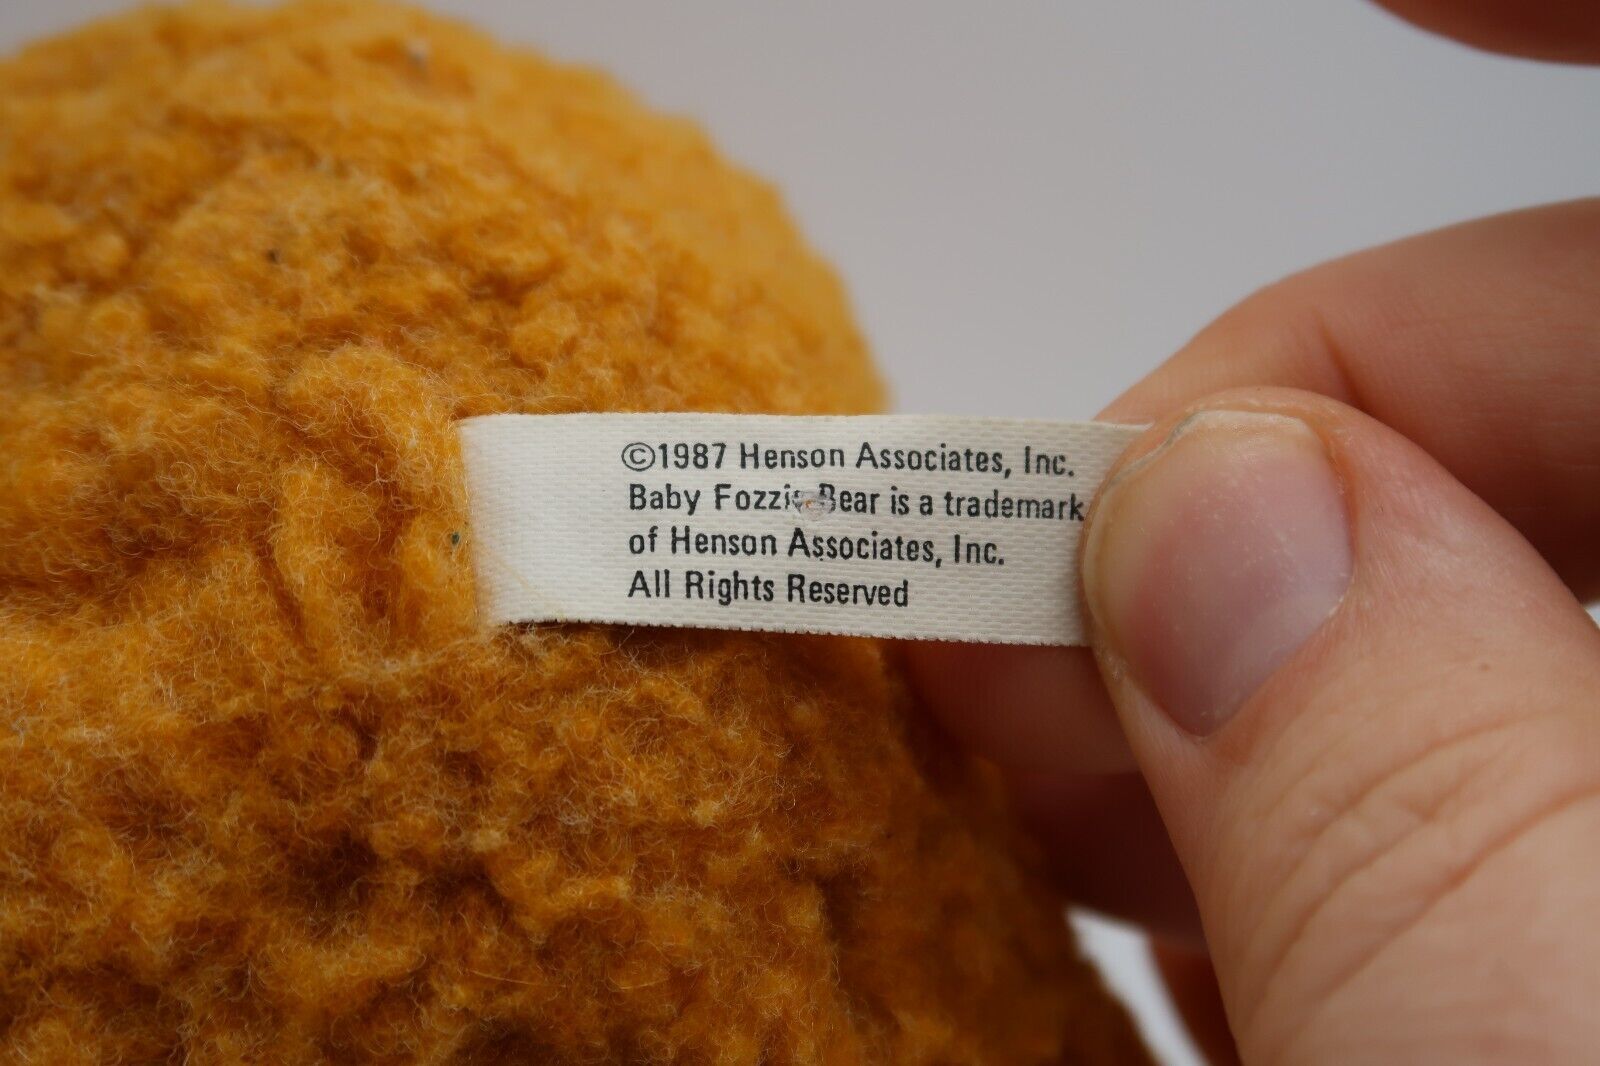 ©1987 Henson Associates, Inc.
Baby Fozzie Bear is a trademark
of Henson Associates, Inc.
All Rights Reserved